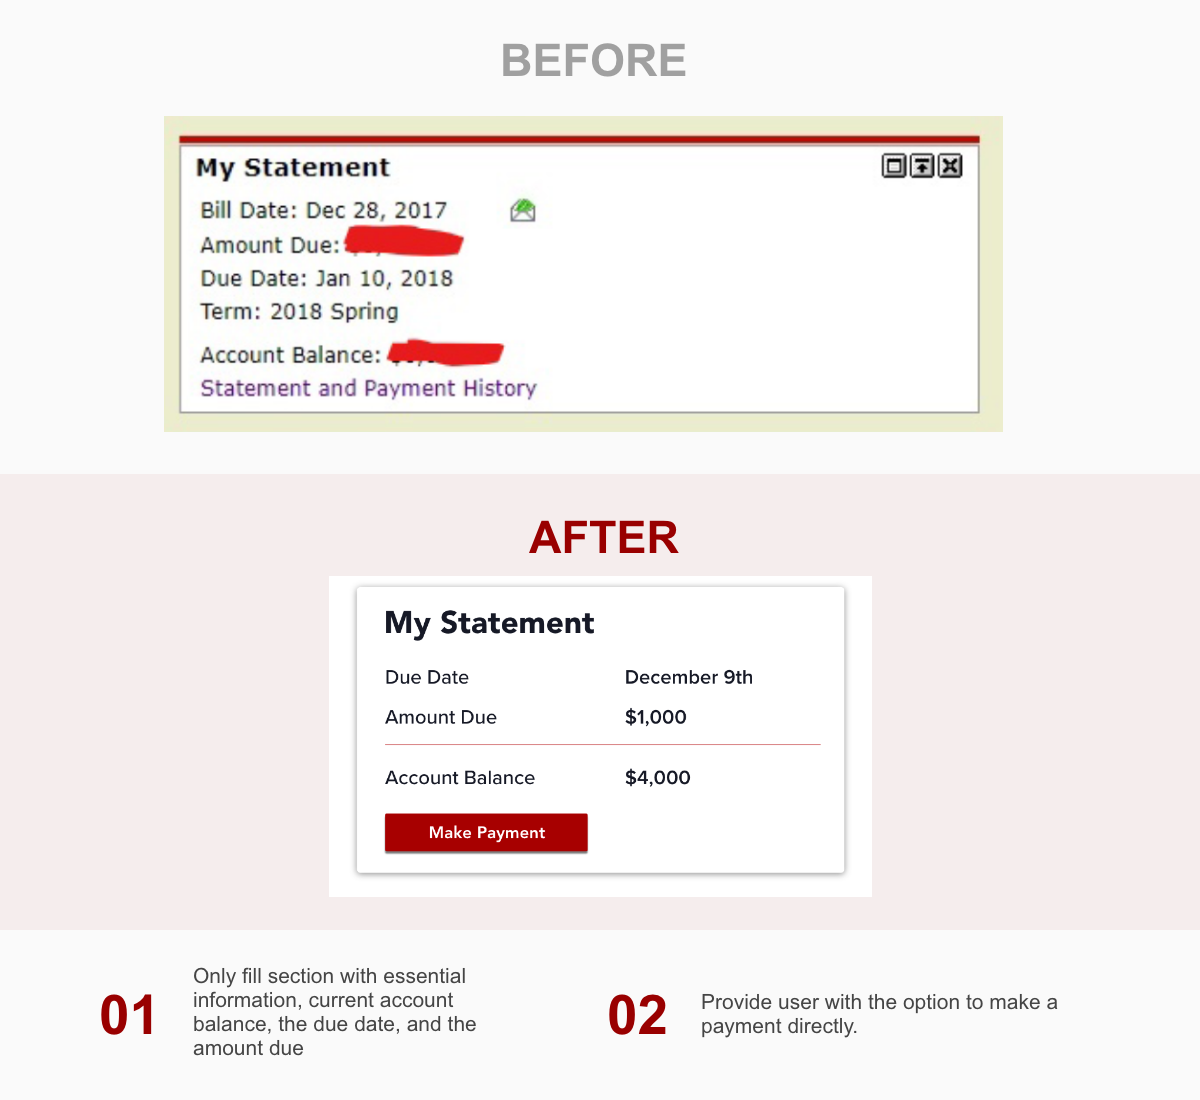 BEFORE
My Statement
Bill Date: Dec 28, 2017
Amount Due:
Due Date: Jan 10, 2018
Term: 2018 Spring
Account Balance:
Statement and Payment History
AFTER
My Statement
Due Date December 9th
Amount Due $1,000
Account Balance $4,000
Make Payment
01
Only fill section with essential
information, current account
balance, the due date, and the
amount due
02
Provide user with the option to make a
payment directly.